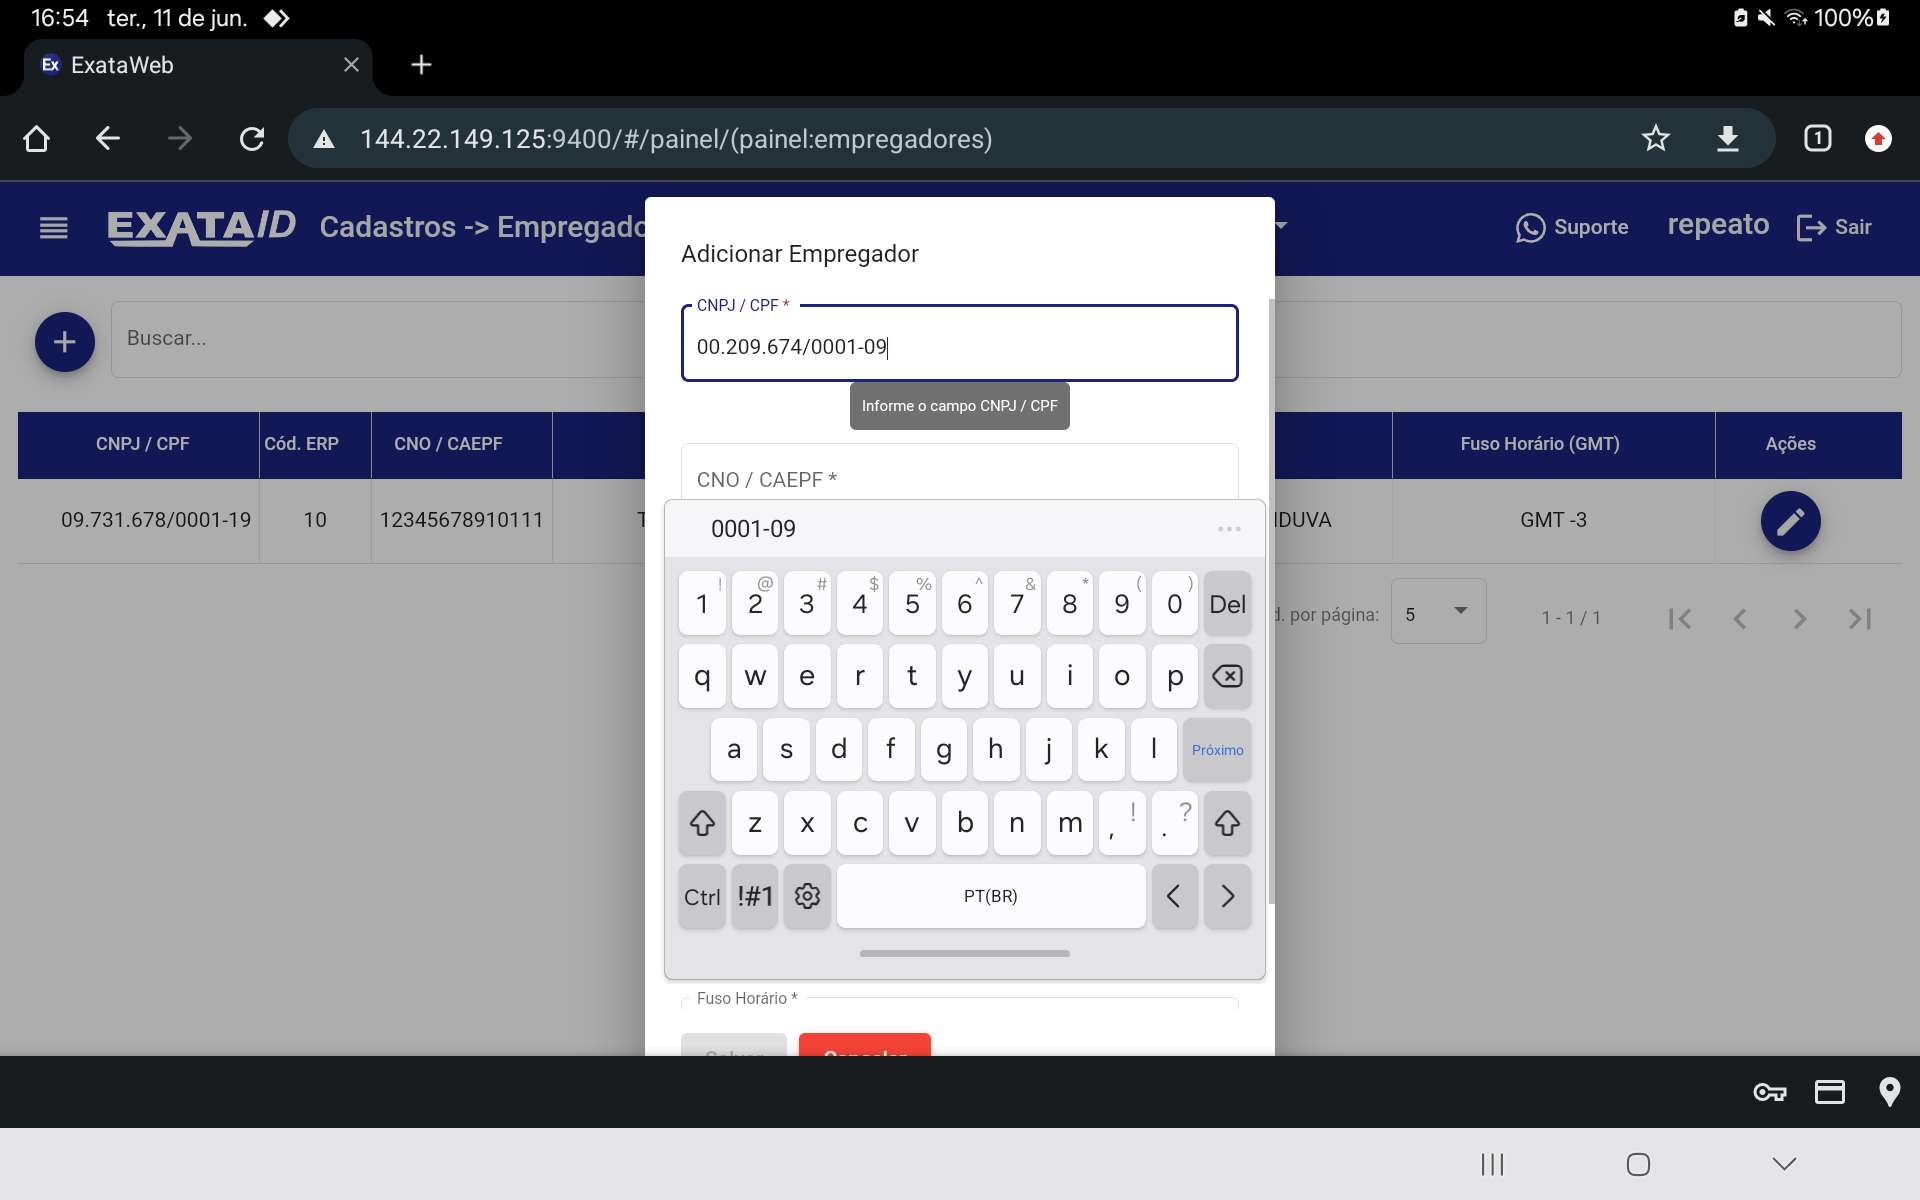 16:54 ter., 11 de jun. 100%
Ex ExataWeb
144.22.149.125:9400/#/painel/(painel:empregadores) 1
EXATAID Cadastros -> Empregado Suporte repeato Sair
Adicionar Empregador
CNPJ / CPF *
00.209.674/0001-09
Buscar...
Informe o campo CNPJ / CPF
CNPJ / CPF Cód. ERP CNO / CAEPF Fuso Horário (GMT) Ações
CNO / CAEPF *
09.731.678/0001-19 10 12345678910111 T IDUVA GMT -3
0001-09
! @ # $ % ^ & * ( )
1 2 3 4 5 6 7 8 9 0 Del
d. por página: 5 1 - 1 / 1
q w e r t y u i o p
a s d f g h j k l Próximo
z x c v b n m , ! . ?
Ctrl !#1 PT(BR)
Fuso Horário *
Salvar Cancelar